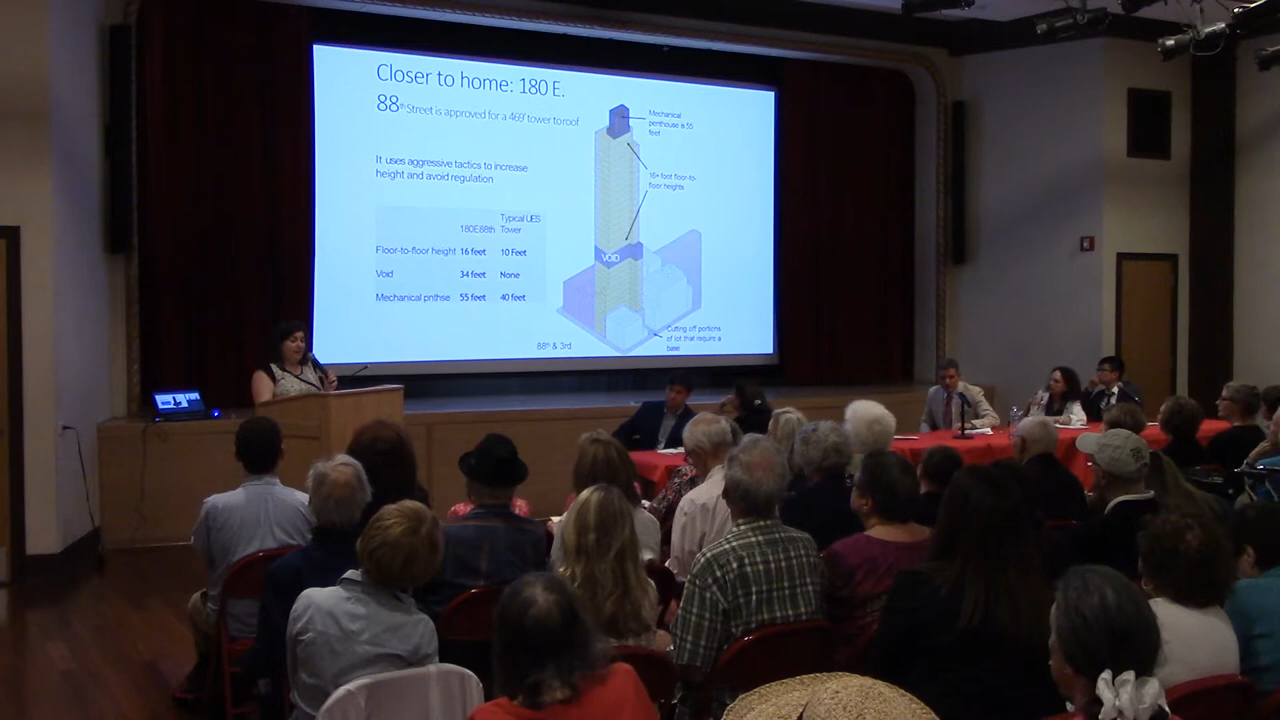 Closer to home: 180 E.
88th Street is approved for a 469' tower to roof
It uses aggressive tactics to increase
height and avoid regulation
180E88th
Typical UES
Tower
Floor-to-floor height 16 feet 10 Feet
Void 34 feet None
Mechanical pnthse 55 feet 40 feet
Mechanical
penthouse is 55
feet
16+ foot floor-to-
floor heights
VOID
Cutting off portions
of lot that require a
base
88th & 3rd